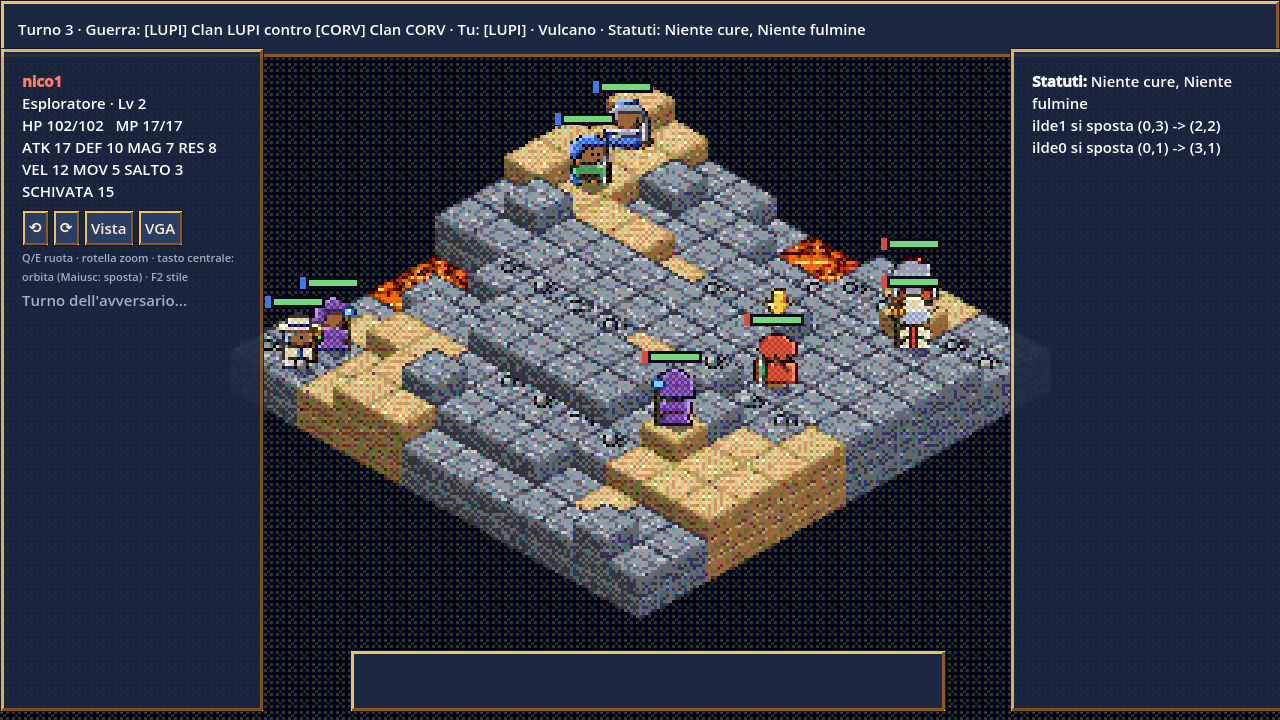 Turno 3 · Guerra: [LUPI] Clan LUPI contro [CORV] Clan CORV · Tu: [LUPI] · Vulcano · Statuti: Niente cure, Niente fulmine
nico1
Esploratore · Lv 2
HP 102/102 MP 17/17
ATK 17 DEF 10 MAG 7 RES 8
VEL 12 MOV 5 SALTO 3
SCHIVATA 15
⟲ ⟳ Vista VGA
Q/E ruota · rotella zoom · tasto centrale:
orbita (Maiusc: sposta) · F2 stile
Turno dell'avversario...
Statuti: Niente cure, Niente
fulmine
ilde1 si sposta (0,3) -> (2,2)
ilde0 si sposta (0,1) -> (3,1)